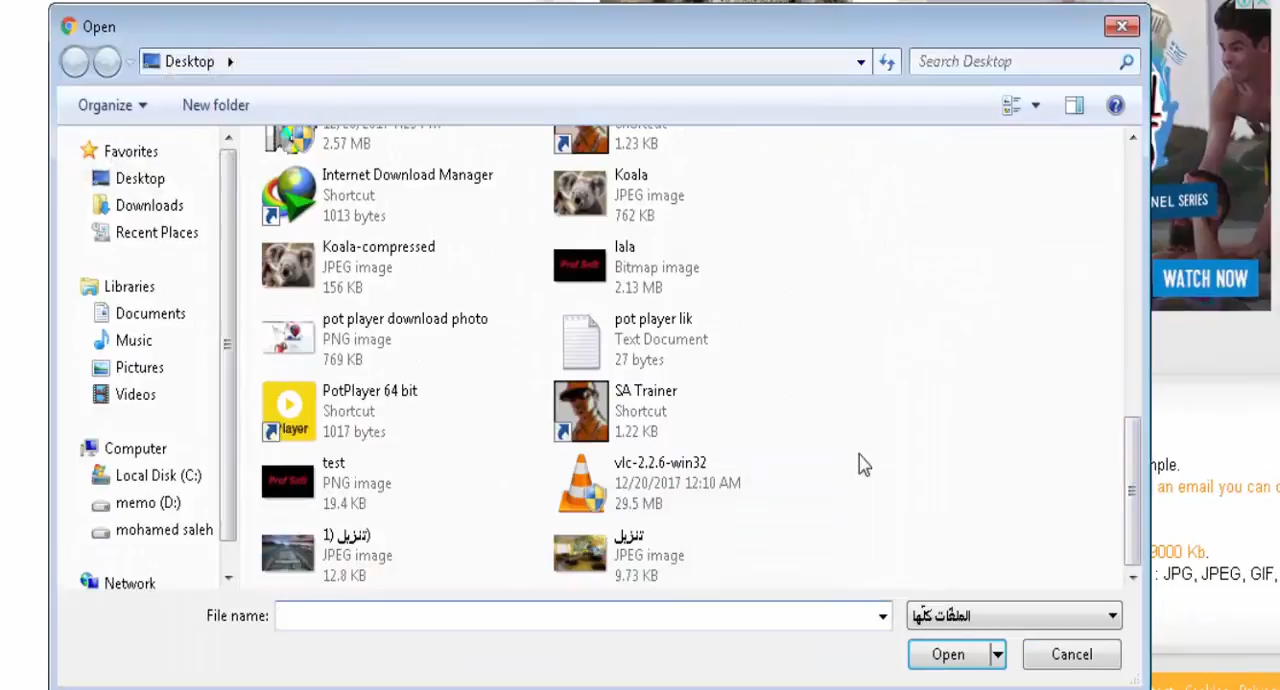 Open
Desktop
Search Desktop
Organize
New folder
2.57 MB
Shortcut
1.23 KB
Favorites
Desktop
Downloads
Recent Places
Libraries
Documents
Music
Pictures
Videos
Computer
Local Disk (C:)
memo (D:)
mohamed saleh
Network
Internet Download Manager
Shortcut
1013 bytes
Koala
JPEG image
762 KB
Koala-compressed
JPEG image
156 KB
lala
Bitmap image
2.13 MB
pot player download photo
PNG image
769 KB
pot player lik
Text Document
27 bytes
PotPlayer 64 bit
Shortcut
1017 bytes
SA Trainer
Shortcut
1.22 KB
test
PNG image
19.4 KB
vlc-2.2.6-win32
12/20/2017 12:10 AM
29.5 MB
تنزيل (1)
JPEG image
12.8 KB
تنزيل
JPEG image
9.73 KB
File name:
الملفّات كلّها
Open
Cancel
NEL SERIES
WATCH NOW
mple.
an email you can
9000 Kb.
: JPG, JPEG, GIF,